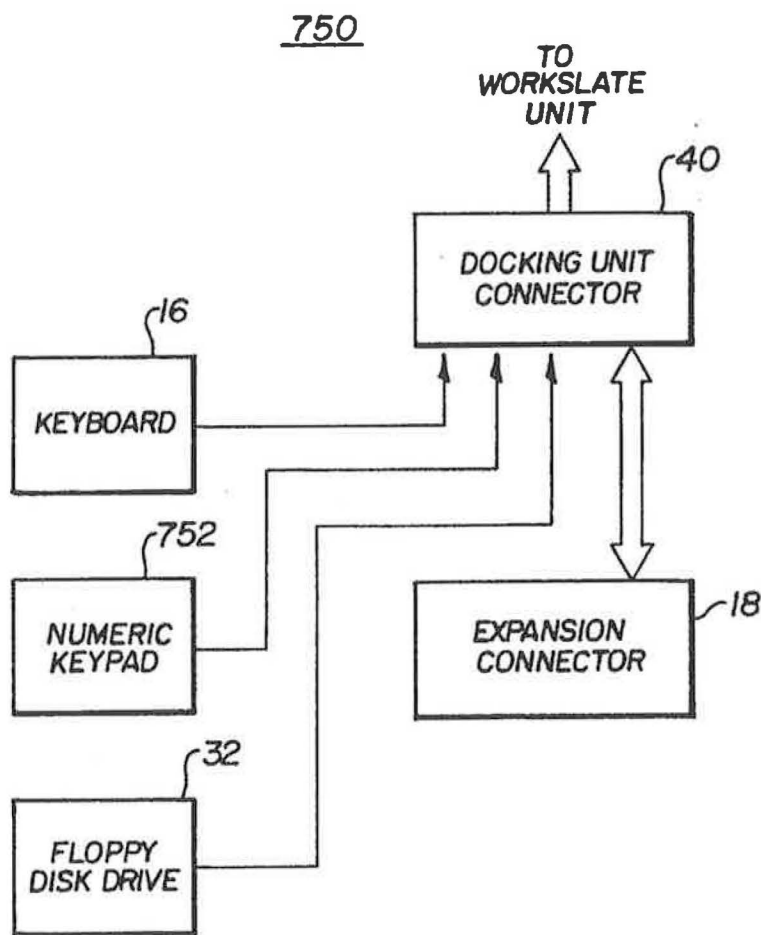 750
TO
WORKSLATE
UNIT
40
DOCKING UNIT
CONNECTOR
16
KEYBOARD
752
NUMERIC
KEYPAD
EXPANSION
CONNECTOR
18
32
FLOPPY
DISK DRIVE